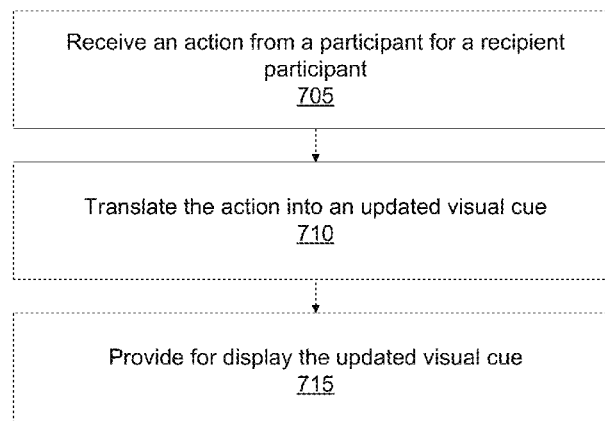 Receive an action from a participant for a recipient
participant
705
Translate the action into an updated visual cue
710
Provide for display the updated visual cue
715